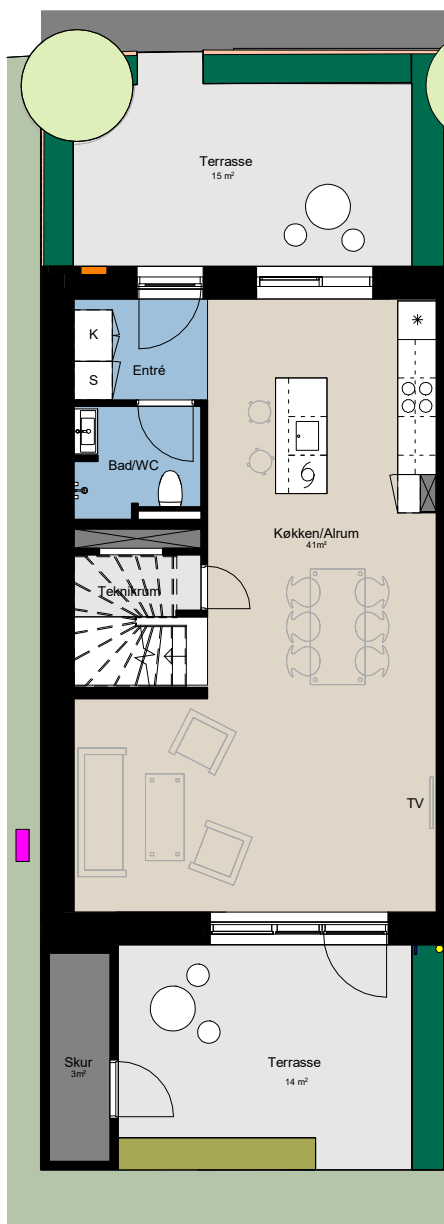 Terrasse
15 m²
K
Entré
S
Bad/WC
Køkken/Alrum
41m²
Teknikrum
TV
Skur
3m²
Terrasse
14 m²